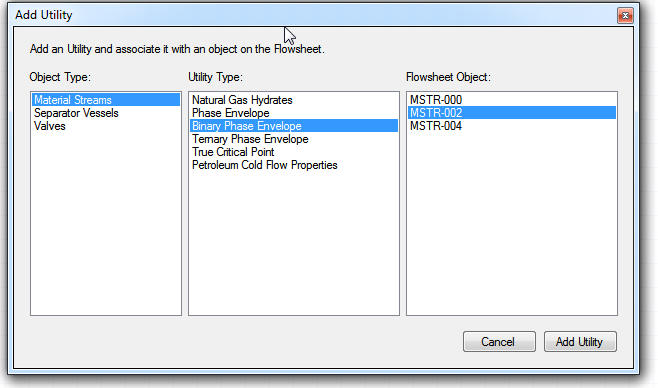 Add Utility
Add an Utility and associate it with an object on the Flowsheet.
Object Type:
Material Streams
Separator Vessels
Valves
Utility Type:
Natural Gas Hydrates
Phase Envelope
Binary Phase Envelope
Ternary Phase Envelope
True Critical Point
Petroleum Cold Flow Properties
Flowsheet Object:
MSTR-000
MSTR-002
MSTR-004
Cancel
Add Utility